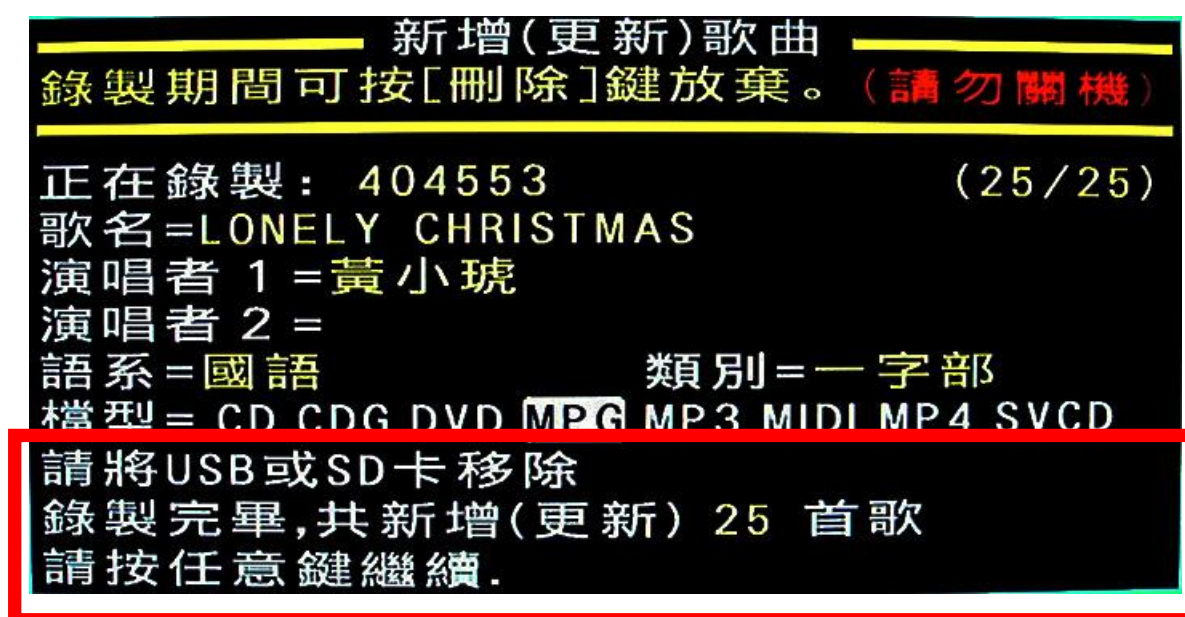 新增(更新)歌曲
錄製期間可按[刪除]鍵放棄。(請勿關機)
正在錄製: 404553 (25/25)
歌名=LONELY CHRISTMAS
演唱者1=黃小琥
演唱者2=
語系=國語 類別=一字部
檔型= CD CDG DVD MPG MP3 MIDI MP4 SVCD
請將USB或SD卡移除
錄製完畢,共新增(更新) 25 首歌
請按任意鍵繼續.